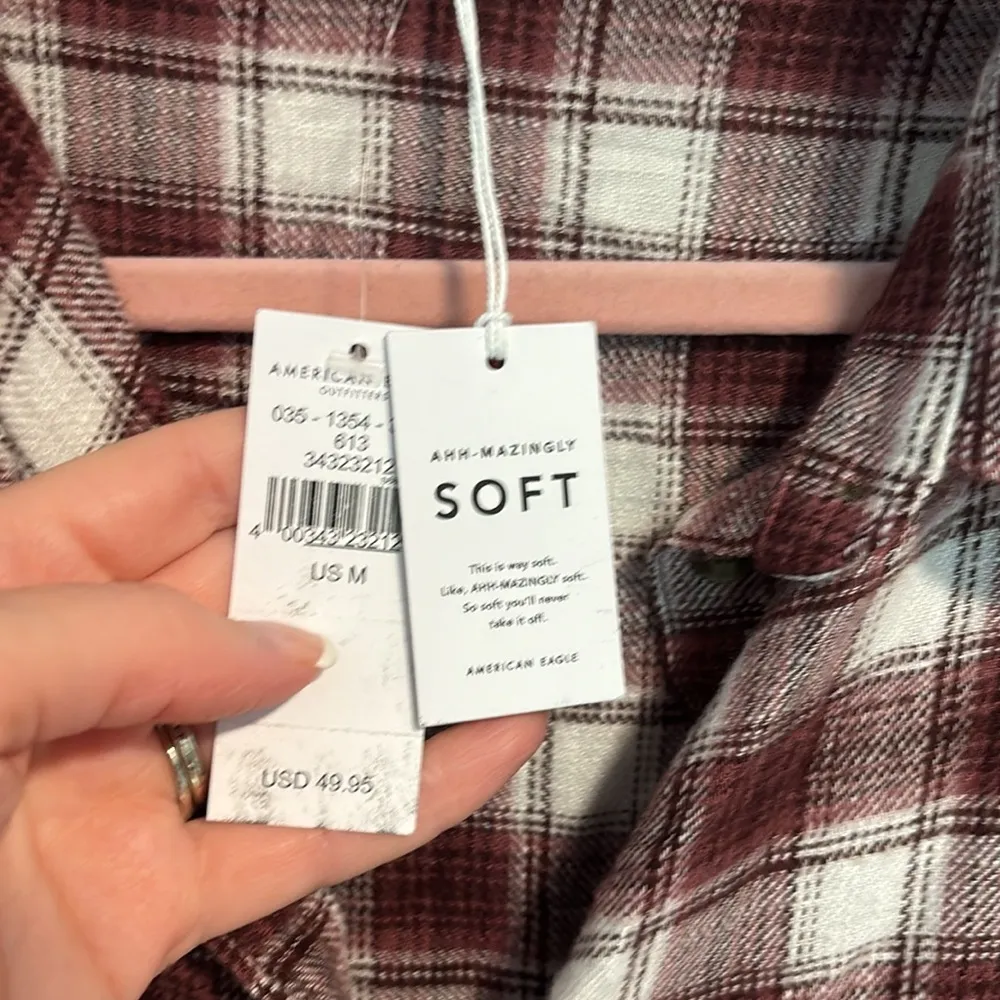 AMERICAN
OUTFITTERS
035 - 1354 -
613
34323212
4 00343 23212
US M
USD 49.95
AHH-MAZINGLY
SOFT
This is way soft.
Like, AHH-MAZINGLY soft.
So soft you'll never
take it off.
AMERICAN EAGLE